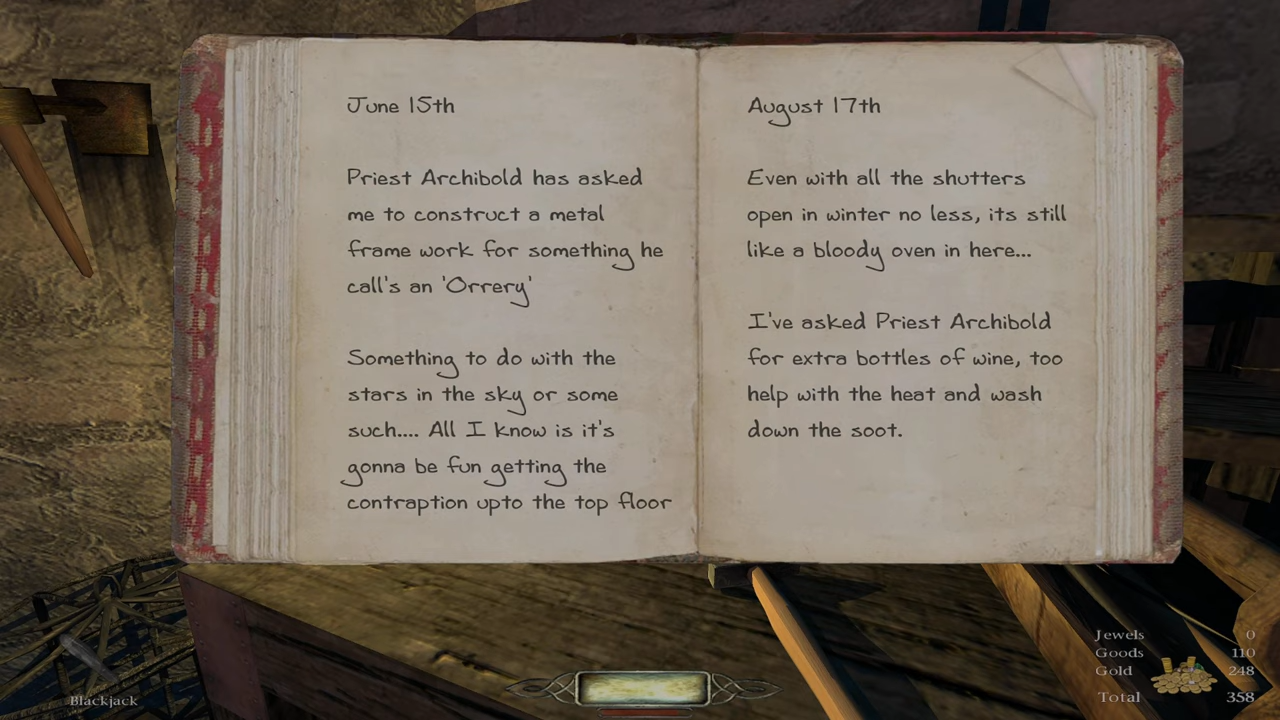 June 15th
Priest Archibold has asked
me to construct a metal
frame work for something he
call's an 'Orrery'
Something to do with the
stars in the sky or some
such.... All I know is it's
gonna be fun getting the
contraption upto the top floor
August 17th
Even with all the shutters
open in winter no less, its still
like a bloody oven in here...
I've asked Priest Archibold
for extra bottles of wine, too
help with the heat and wash
down the soot.
Blackjack
Jewels 0
Goods 110
Gold 248
Total 358